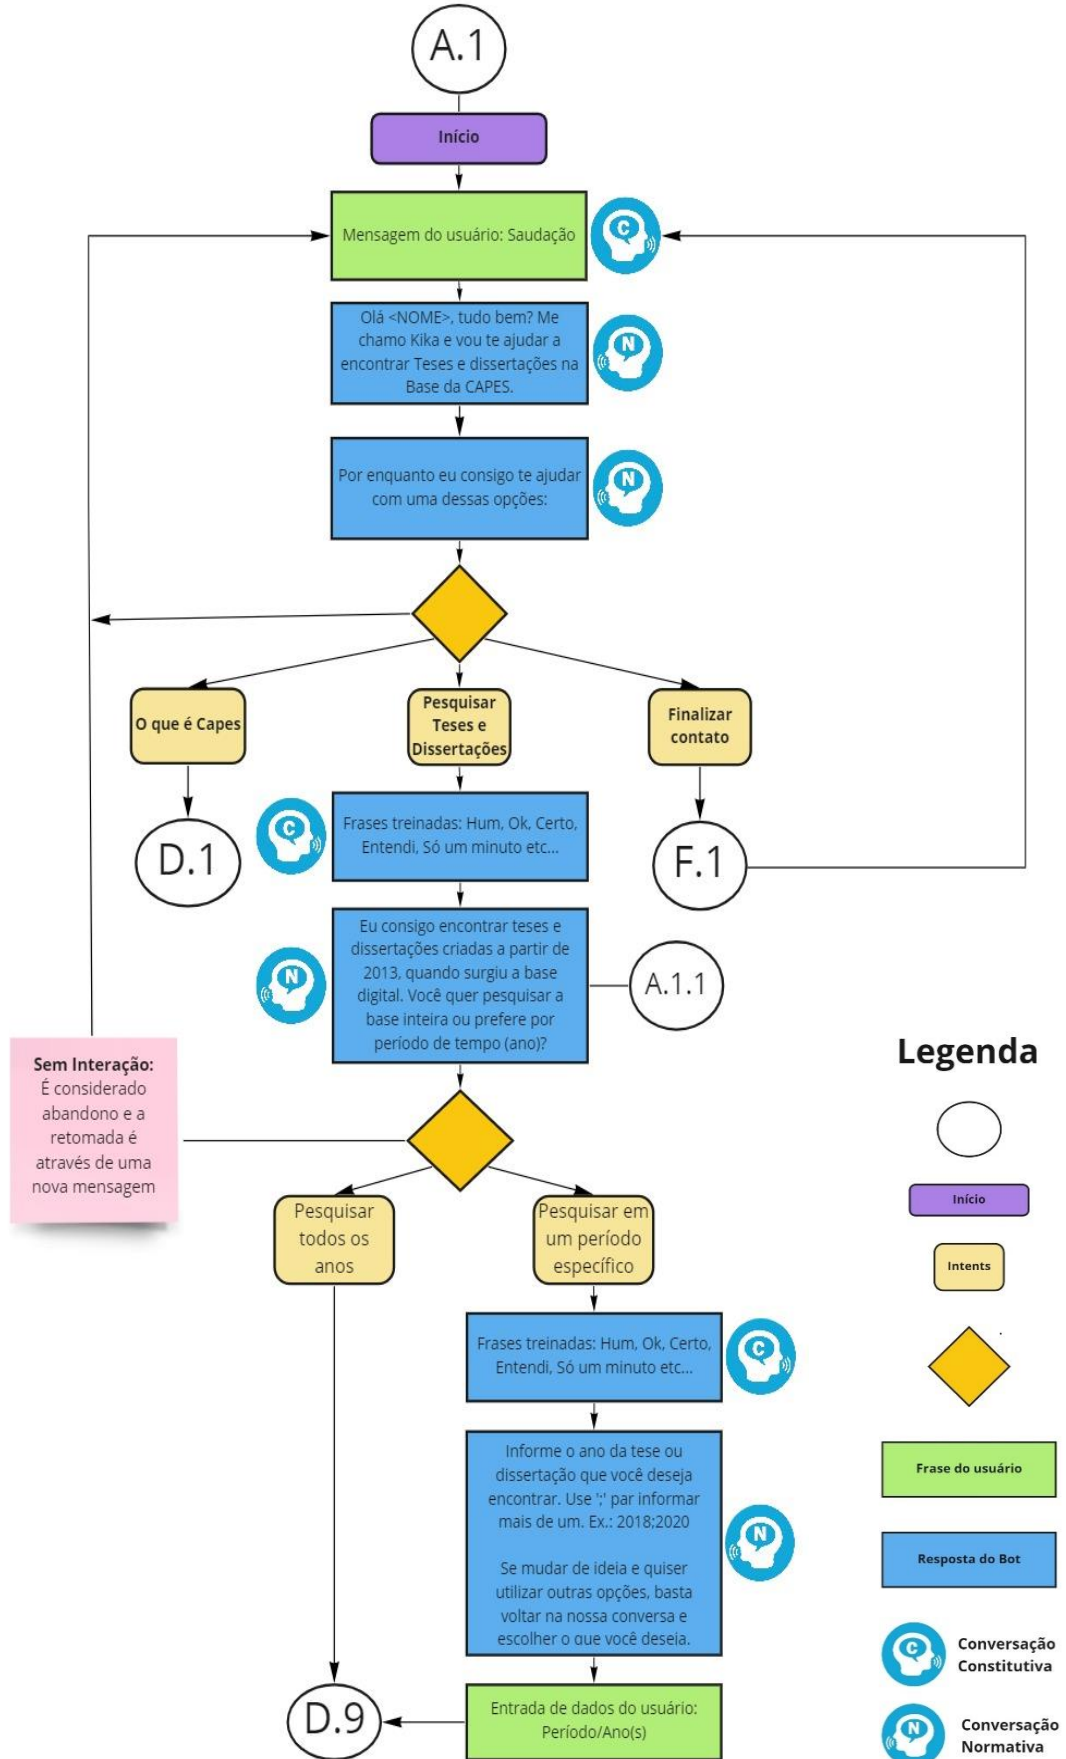 A.1
Início
Mensagem do usuário: Saudação
C
Olá <NOME>, tudo bem? Me
chamo Kika e vou te ajudar a
encontrar Teses e dissertações na
Base da CAPES.
N
Por enquanto eu consigo te ajudar
com uma dessas opções:
N
O que é Capes
Pesquisar
Teses e
Dissertações
Finalizar
contato
D.1
C
Frases treinadas: Hum, Ok, Certo,
Entendi, Só um minuto etc...
F.1
N
Eu consigo encontrar teses e
dissertações criadas a partir de
2013, quando surgiu a base
digital. Você quer pesquisar a
base inteira ou prefere por
período de tempo (ano)?
A.1.1
Sem Interação:
É considerado
abandono e a
retomada é
através de uma
nova mensagem
Pesquisar
todos os
anos
Pesquisar em
um período
específico
Frases treinadas: Hum, Ok, Certo,
Entendi, Só um minuto etc...
C
Informe o ano da tese ou
dissertação que você deseja
encontrar. Use ';' par informar
mais de um. Ex.: 2018;2020
Se mudar de ideia e quiser
utilizar outras opções, basta
voltar na nossa conversa e
escolher o que você deseja.
N
D.9
Entrada de dados do usuário:
Período/Ano(s)
Legenda
Início
Intents
Frase do usuário
Resposta do Bot
C
Conversação
Constitutiva
N
Conversação
Normativa